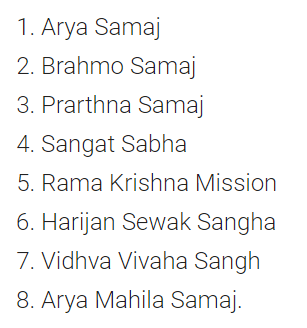 1. Arya Samaj
2. Brahmo Samaj
3. Prarthna Samaj
4. Sangat Sabha
5. Rama Krishna Mission
6. Harijan Sewak Sangha
7. Vidhva Vivaha Sangh
8. Arya Mahila Samaj.